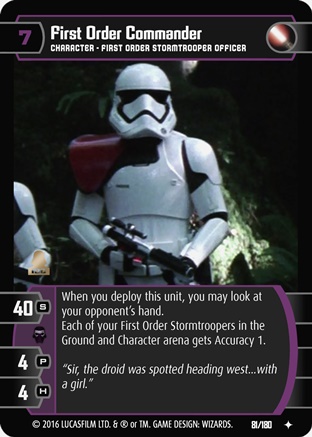 7
First Order Commander
CHARACTER - FIRST ORDER STORMTROOPER OFFICER
40 S
4 P
4 H
When you deploy this unit, you may look at
your opponent's hand.
Each of your First Order Stormtroopers in the
Ground and Character arena gets Accuracy 1.
"Sir, the droid was spotted heading west...with
a girl."
© 2016 LUCASFILM LTD. & ® or TM. GAME DESIGN: WIZARDS.
81/180